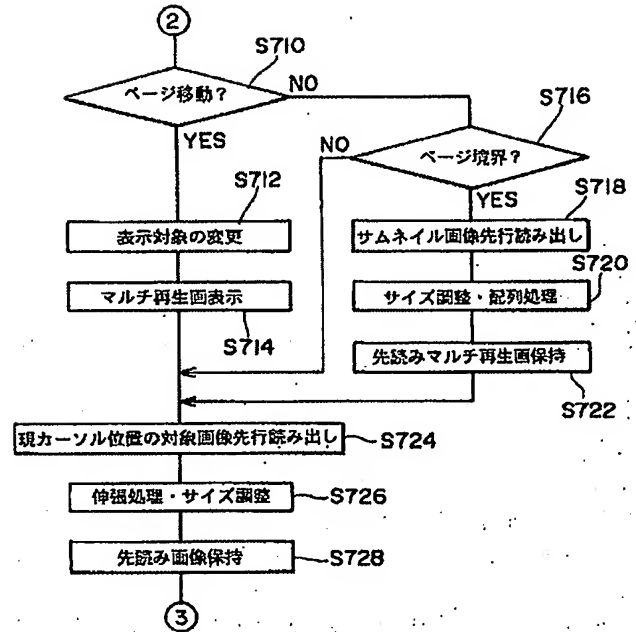 ②
S710
ページ移動?
NO
S716
YES
NO
ページ境界?
S712
YES
S718
表示対象の変更
サムネイル画像先行読み出し
S720
マルチ再生画表示
サイズ調整・配列処理
S714
先読みマルチ再生画保持
S722
現カーソル位置の対象画像先行読み出し
S724
伸張処理・サイズ調整
S726
先読み画像保持
S728
③